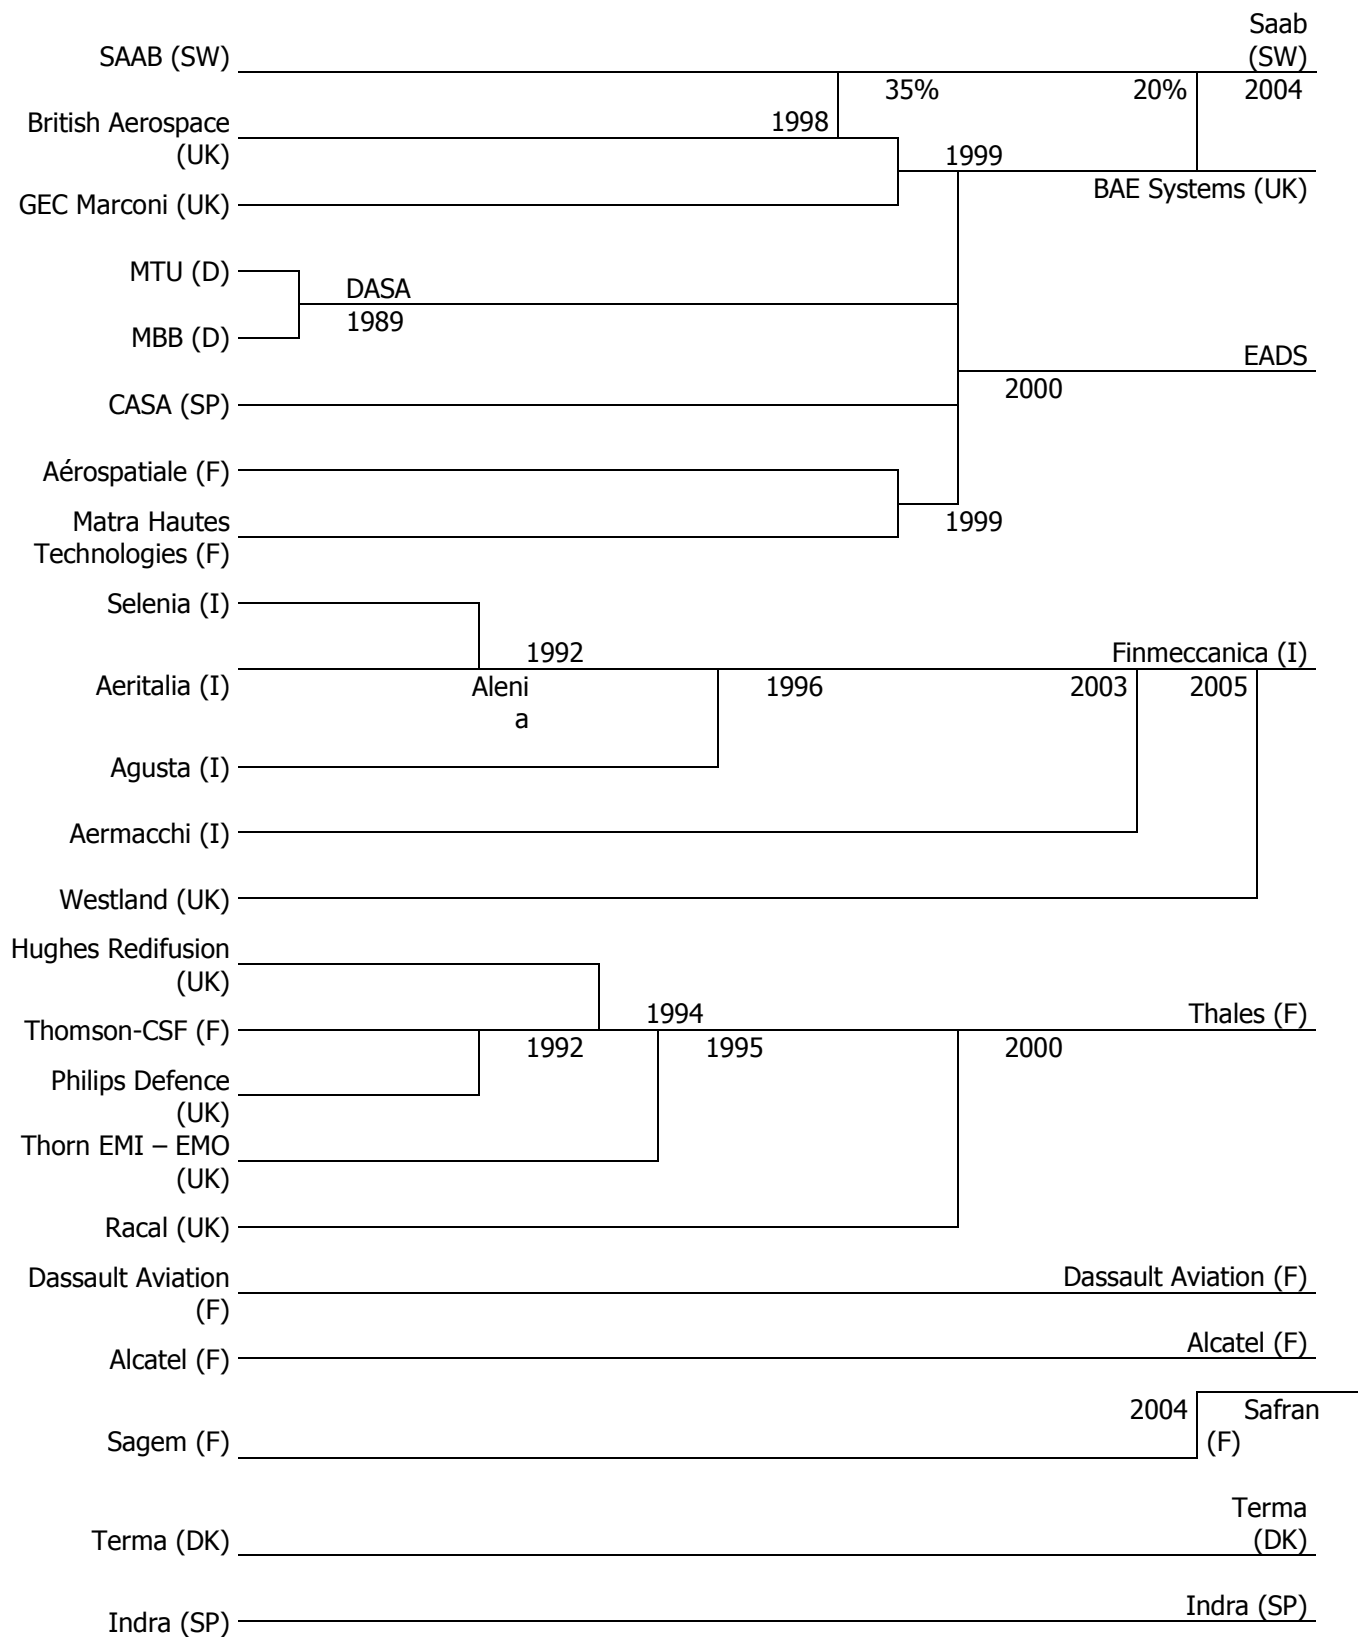 Saab
SAAB (SW)
(SW)
35%
20%
2004
British Aerospace
(UK)
1998
1999
GEC Marconi (UK)
BAE Systems (UK)
MTU (D)
DASA
1989
MBB (D)
EADS
2000
CASA (SP)
Aérospatiale (F)
Matra Hautes
Technologies (F)
1999
Selenia (I)
1992
Finmeccanica (I)
Aeritalia (I)
Aleni
a
1996
2003
2005
Agusta (I)
Aermacchi (I)
Westland (UK)
Hughes Redifusion
(UK)
1994
Thales (F)
Thomson-CSF (F)
1992
1995
2000
Philips Defence
(UK)
Thorn EMI – EMO
(UK)
Racal (UK)
Dassault Aviation
(F)
Dassault Aviation (F)
Alcatel (F)
Alcatel (F)
2004
Safran
(F)
Sagem (F)
Terma
(DK)
Terma (DK)
Indra (SP)
Indra (SP)